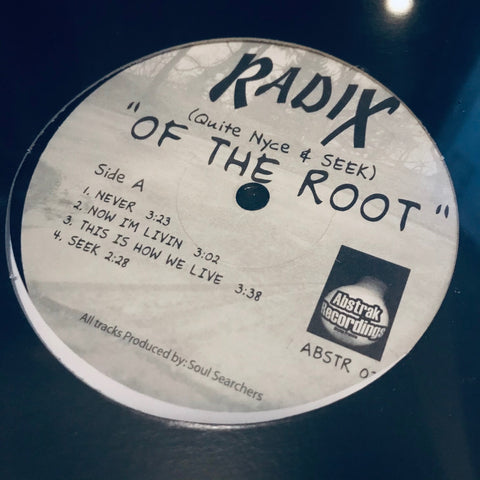 RADIX
(Quite Nyce & SEEK)
"OF THE ROOT"
Side A
1. NEVER 3:23
2. NOW I'M LIVIN 3:02
3. THIS IS HOW WE LIVE 3:38
4. SEEK 2:28
Abstrak
Recordings
ABSTR
All tracks Produced by: Soul Searchers